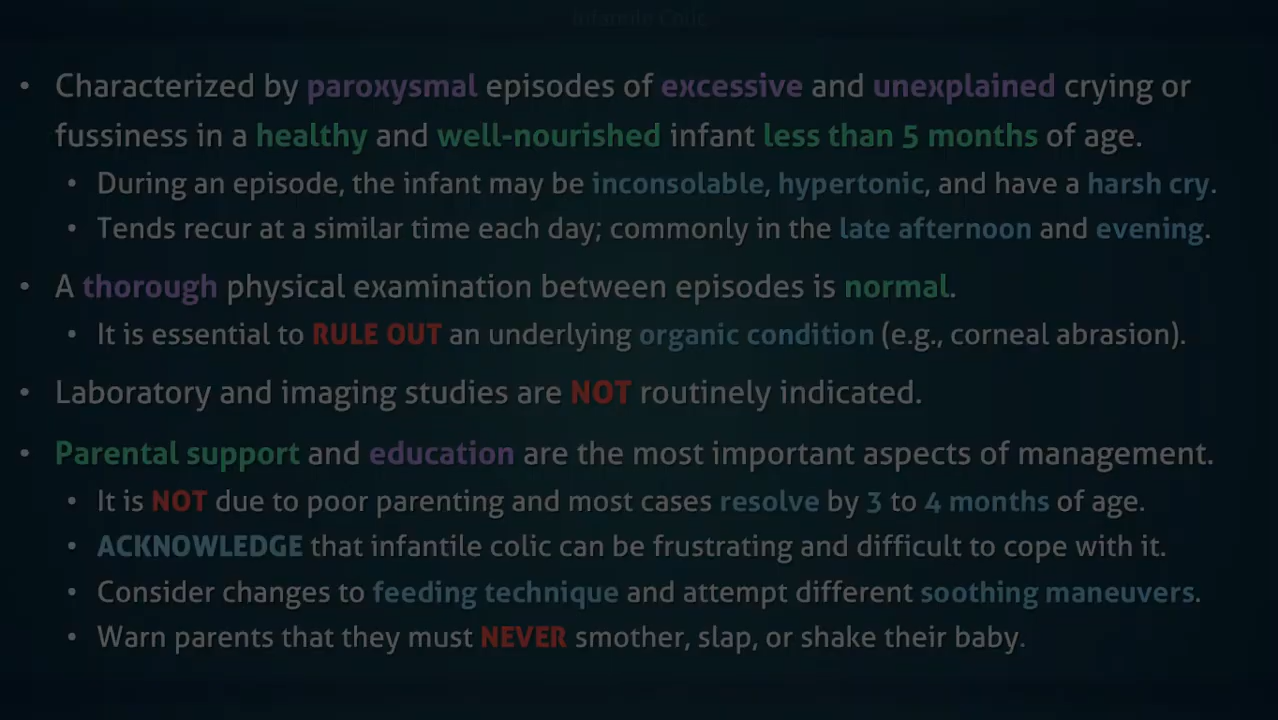 Infantile Colic
• Characterized by paroxysmal episodes of excessive and unexplained crying or
fussiness in a healthy and well-nourished infant less than 5 months of age.
• During an episode, the infant may be inconsolable, hypertonic, and have a harsh cry.
• Tends recur at a similar time each day; commonly in the late afternoon and evening.
• A thorough physical examination between episodes is normal.
• It is essential to RULE OUT an underlying organic condition (e.g., corneal abrasion).
• Laboratory and imaging studies are NOT routinely indicated.
• Parental support and education are the most important aspects of management.
• It is NOT due to poor parenting and most cases resolve by 3 to 4 months of age.
• ACKNOWLEDGE that infantile colic can be frustrating and difficult to cope with it.
• Consider changes to feeding technique and attempt different soothing maneuvers.
• Warn parents that they must NEVER smother, slap, or shake their baby.